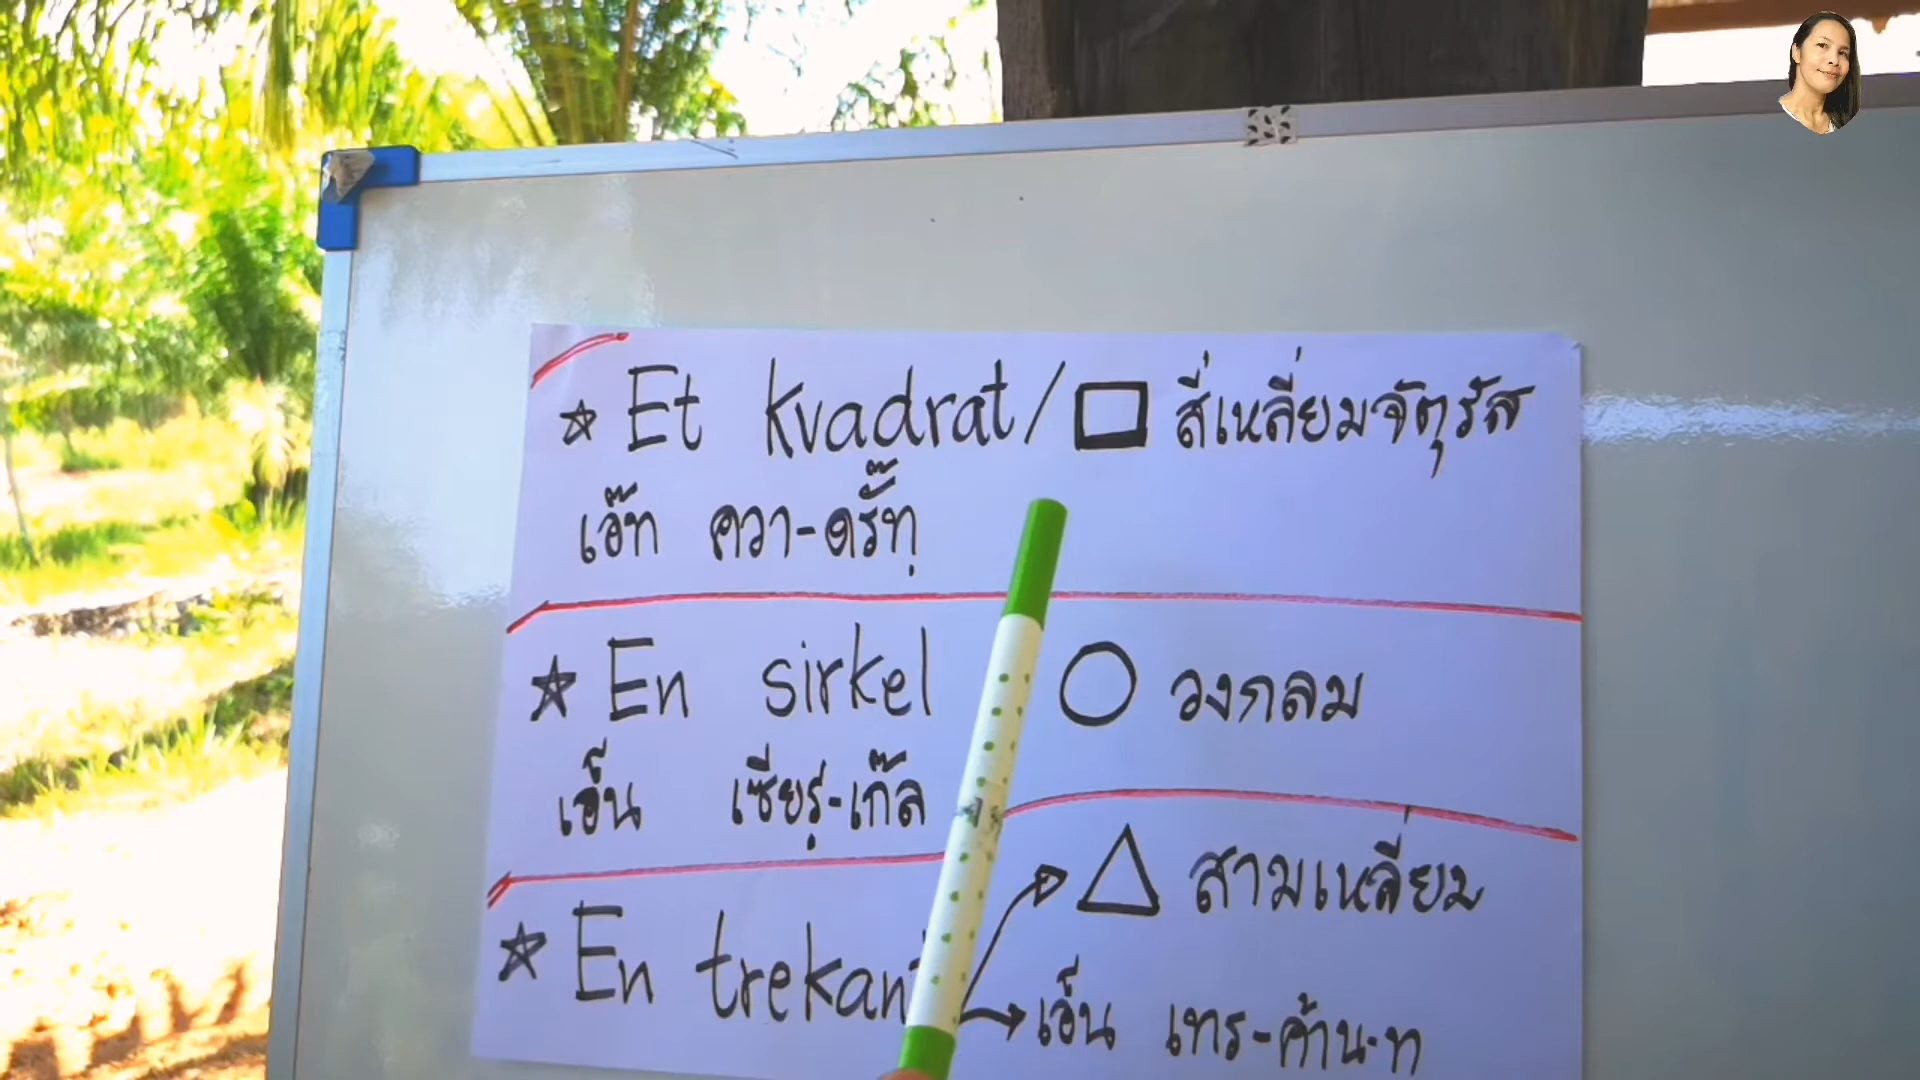 ☆ Et kvadrat/ □ สี่เหลี่ยมจัตุรัส
เอ๊ท ควา-ดรั๊ทฺ
☆ En sirkel ○ วงกลม
เอ็น เซียรฺ-เก๊ิล
☆ En trekant △ สามเหลี่ยม
เอ็น เทร-ค้าน-ท